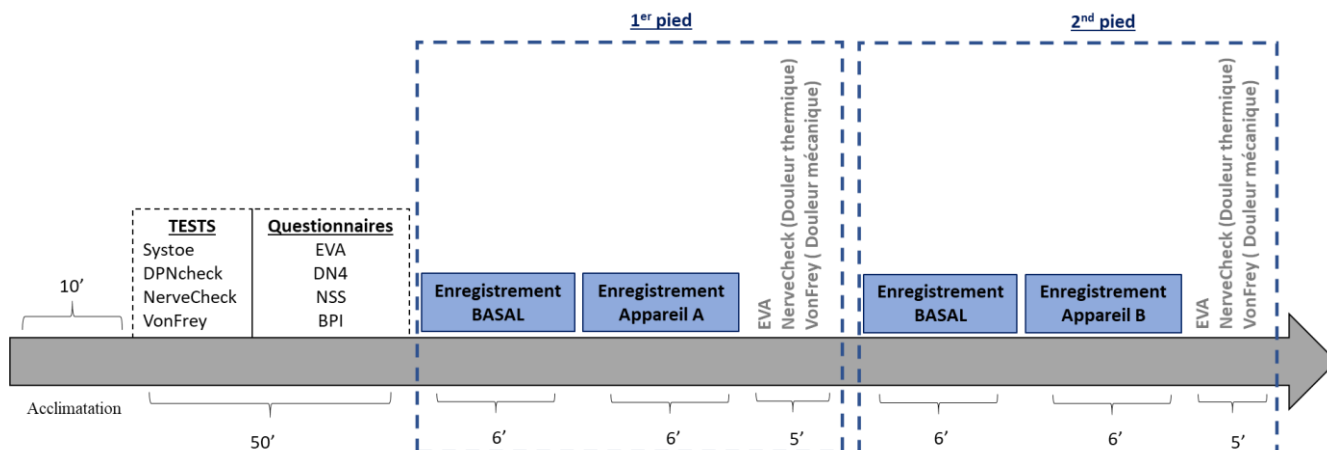 1er pied
2nd pied
TESTS
Systoe
DPNcheck
NerveCheck
VonFrey
Questionnaires
EVA
DN4
NSS
BPI
Enregistrement
BASAL
Enregistrement
Appareil A
EVA
NerveCheck (Douleur thermique)
VonFrey ( Douleur mécanique)
Enregistrement
BASAL
Enregistrement
Appareil B
EVA
NerveCheck (Douleur thermique)
VonFrey ( Douleur mécanique)
10’
Acclimatation
50’
6’
6’
5’
6’
6’
5’